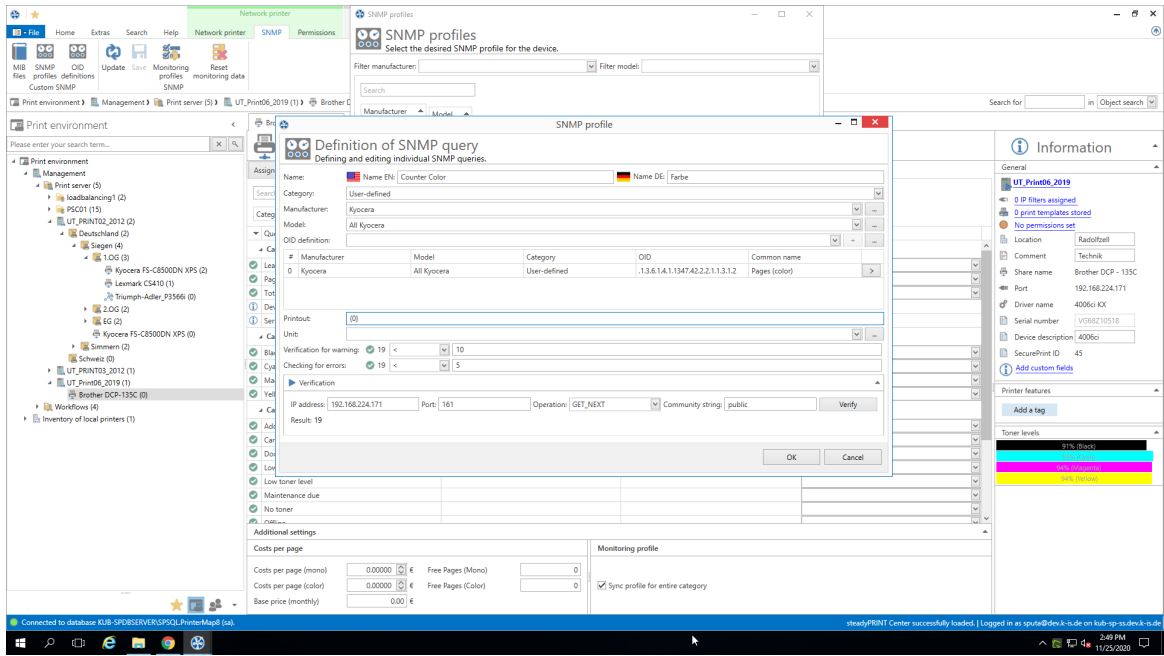 Network printer
File Home Extras Search Help Network printer SNMP Permissions
MIB files
SNMP profiles
OID definitions
Update
Save
Monitoring profiles
Reset monitoring data
Custom SNMP
SNMP
Print environment Management Print server (5) UT_Print06_2019 (1) Brother
Search for in Object search
SNMP profiles
SNMP profiles
Select the desired SNMP profile for the device.
Filter manufacturer: Filter model:
Search
Manufacturer Model
Print environment
Please enter your search term...
Print environment
Management
Print server (5)
loadbalancing1 (2)
PSC01 (15)
UT_PRINT02_2012 (2)
Deutschland (2)
Siegen (4)
1.OG (3)
Kyocera FS-C8500DN XPS (2)
Lexmark CS410 (1)
Triumph-Adler_P3566i (0)
2.OG (2)
EG (2)
Kyocera FS-C8500DN XPS (0)
Simmern (2)
Schweiz (0)
UT_PRINT03_2012 (1)
UT_Print06_2019 (1)
Brother DCP-135C (0)
Workflows (4)
Inventory of local printers (1)
SNMP profile
Definition of SNMP query
Defining and editing individual SNMP queries.
Name: Name EN: Counter Color Name DE: Farbe
Category: User-defined
Manufacturer: Kyocera
Model: All Kyocera
OID definition:
# Manufacturer Model Category OID Common name
0 Kyocera All Kyocera User-defined .1.3.6.1.4.1.1347.42.2.2.1.1.3.1.2 Pages (color)
Printout: {0}
Unit:
Verification for warning: 19 < 10
Checking for errors: 19 < 5
Verification
IP address: 192.168.224.171 Port: 161 Operation: GET_NEXT Community string: public Verify
Result: 19
OK Cancel
Low toner level
Maintenance due
No toner
Additional settings
Costs per page
Costs per page (mono) 0.00000 € Free Pages (Mono) 0
Costs per page (color) 0.00000 € Free Pages (Color) 0
Base price (monthly) 0.00 €
Monitoring profile
Sync profile for entire category
Information
General
UT_Print06_2019
0 IP filters assigned
0 print templates stored
No permissions set
Location Radolfzell
Comment Technik
Share name Brother DCP - 135C
Port 192.168.224.171
Driver name 4006ci KX
Serial number VG68Z10518
Device description 4006ci
SecurePrint ID 45
Add custom fields
Printer features
Add a tag
Toner levels
91% (Black)
94% (Magenta)
94% (Yellow)
Connected to database KUB-SPDBSERVER\SPSQL.PrinterMap8 (sa).
steadyPRINT Center successfully loaded. | Logged in as sputa@dev.k-is.de on kub-sp-ss.dev.k-is.de
2:49 PM
11/25/2020